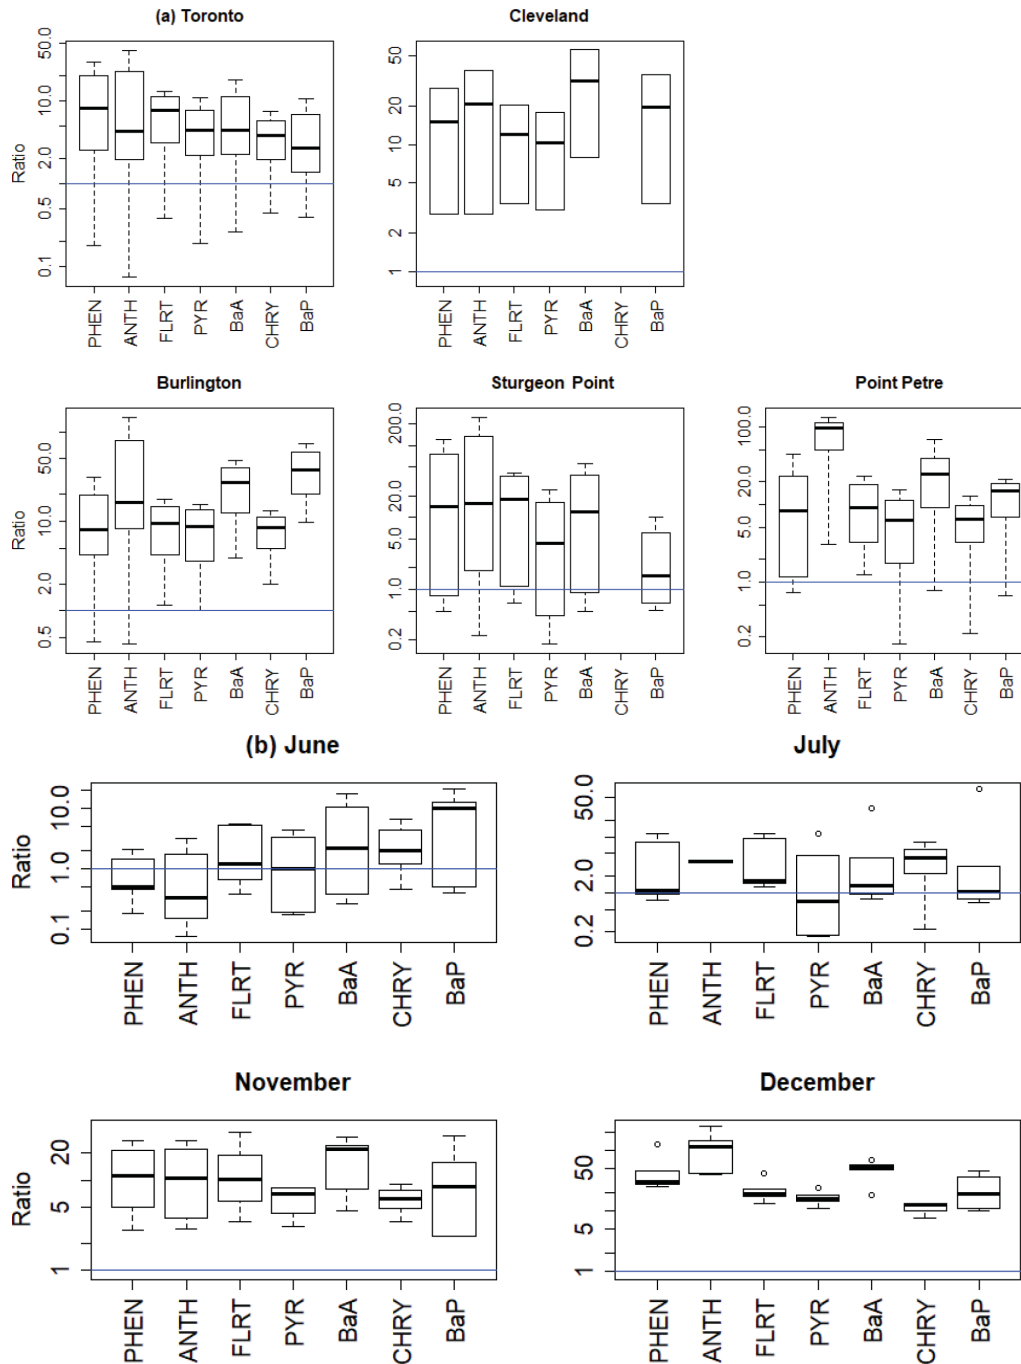 (a) Toronto
Ratio
50.0
10.0
2.0
0.5
0.1
PHEN
ANTH
FLRT
PYR
BaA
CHRY
BaP
Cleveland
50
20
10
5
2
1
PHEN
ANTH
FLRT
PYR
BaA
CHRY
BaP
Burlington
Ratio
50.0
10.0
2.0
0.5
PHEN
ANTH
FLRT
PYR
BaA
CHRY
BaP
Sturgeon Point
200.0
20.0
5.0
1.0
0.2
PHEN
ANTH
FLRT
PYR
BaA
CHRY
BaP
Point Petre
100.0
20.0
5.0
1.0
0.2
PHEN
ANTH
FLRT
PYR
BaA
CHRY
BaP
(b) June
Ratio
10.0
1.0
0.1
PHEN
ANTH
FLRT
PYR
BaA
CHRY
BaP
July
50.0
2.0
0.2
PHEN
ANTH
FLRT
PYR
BaA
CHRY
BaP
November
Ratio
20
5
1
PHEN
ANTH
FLRT
PYR
BaA
CHRY
BaP
December
50
5
1
PHEN
ANTH
FLRT
PYR
BaA
CHRY
BaP